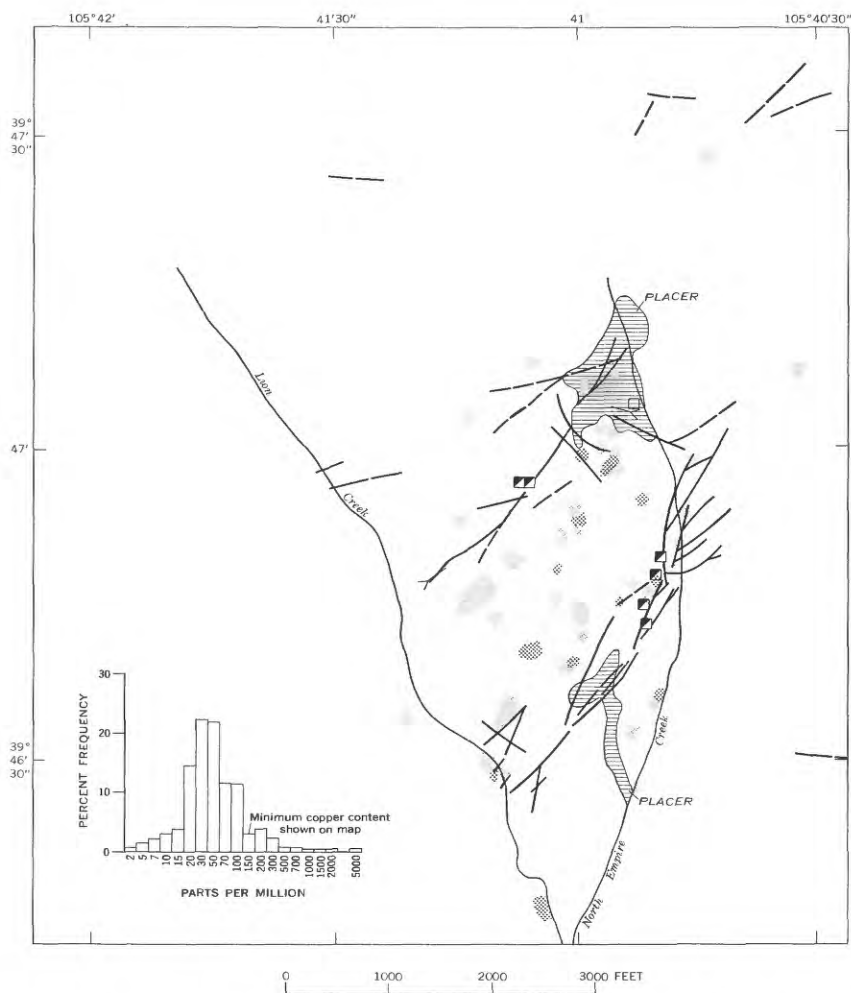 105°42'
41'30"
41
105°40'30"
39°
47'
30"
PLACER
Lion
Creek
47'
39°
46'
30"
PERCENT FREQUENCY
30
20
10
0
Minimum copper content
shown on map
2 5 7 10 15 20 30 50 70 100 150 200 300 500 700 1000 1500 2000 5000
PARTS PER MILLION
PLACER
North Empire Creek
0 1000 2000 3000 FEET